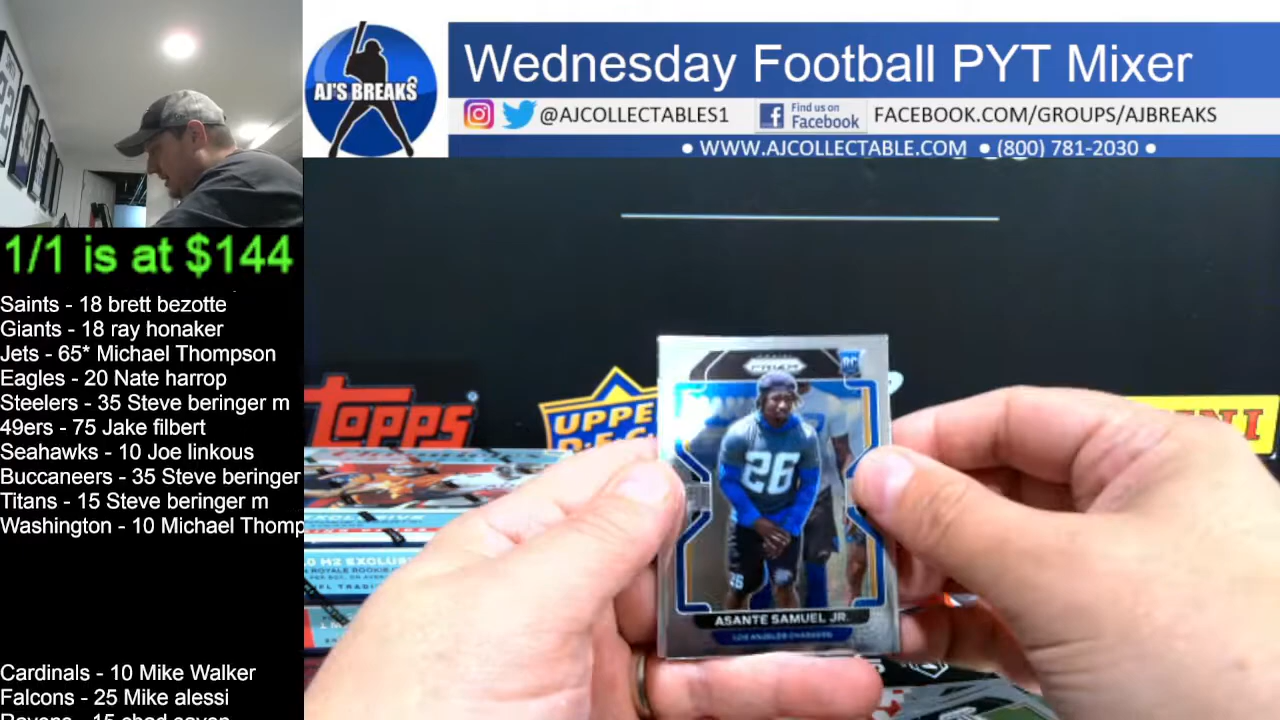 Wednesday Football PYT Mixer
AJ'S BREAKS
@AJCOLLECTABLES1
Find us on
Facebook
FACEBOOK.COM/GROUPS/AJBREAKS
• WWW.AJCOLLECTABLE.COM • (800) 781-2030 •
1/1 is at $144
Saints - 18 brett bezotte
Giants - 18 ray honaker
Jets - 65* Michael Thompson
Eagles - 20 Nate harrop
Steelers - 35 Steve beringer m
49ers - 75 Jake filbert
Seahawks - 10 Joe linkous
Buccaneers - 35 Steve beringer
Titans - 15 Steve beringer m
Washington - 10 Michael Thomp
Cardinals - 10 Mike Walker
Falcons - 25 Mike alessi
Topps
UPPE
PRIZM
RC
26
26
ASANTE SAMUEL JR.
LOS ANGELES CHARGERS